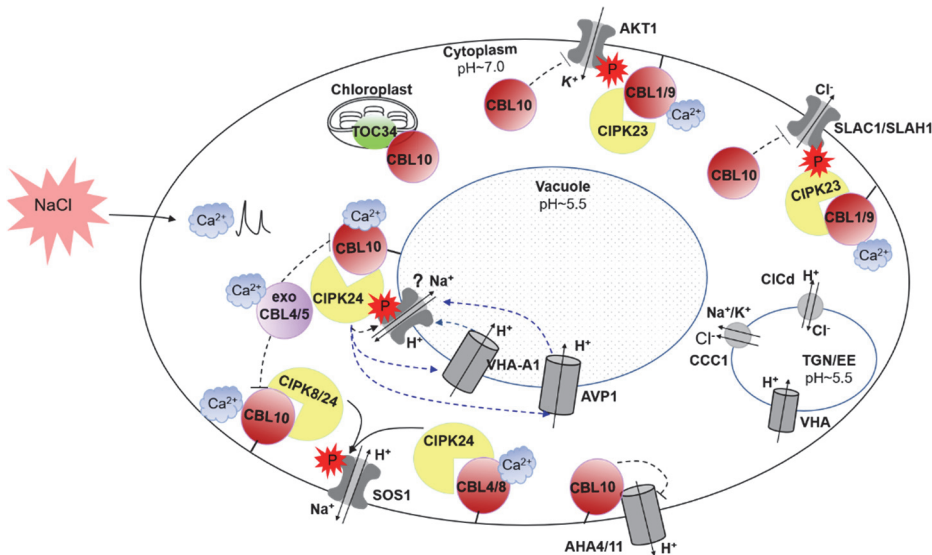 AKT1
Cytoplasm
pH~7.0
K⁺
P
CBL1/9
Ca²⁺
CIPK23
CBL10
Chloroplast
TOC34
CBL10
Cl⁻
SLAC1/SLAH1
P
CBL10
CIPK23
CBL1/9
Ca²⁺
NaCl
Ca²⁺
Vacuole
pH~5.5
Ca²⁺
CBL10
Ca²⁺
exo
CBL4/5
CIPK24
P
?
Na⁺
H⁺
H⁺
VHA-A1
H⁺
AVP1
ClCd
H⁺
Cl⁻
Na⁺/K⁺
Cl⁻
CCC1
TGN/EE
pH~5.5
H⁺
VHA
Ca²⁺
CIPK8/24
CBL10
P
H⁺
Na⁺
SOS1
CIPK24
Ca²⁺
CBL4/8
CBL10
AHA4/11
H⁺